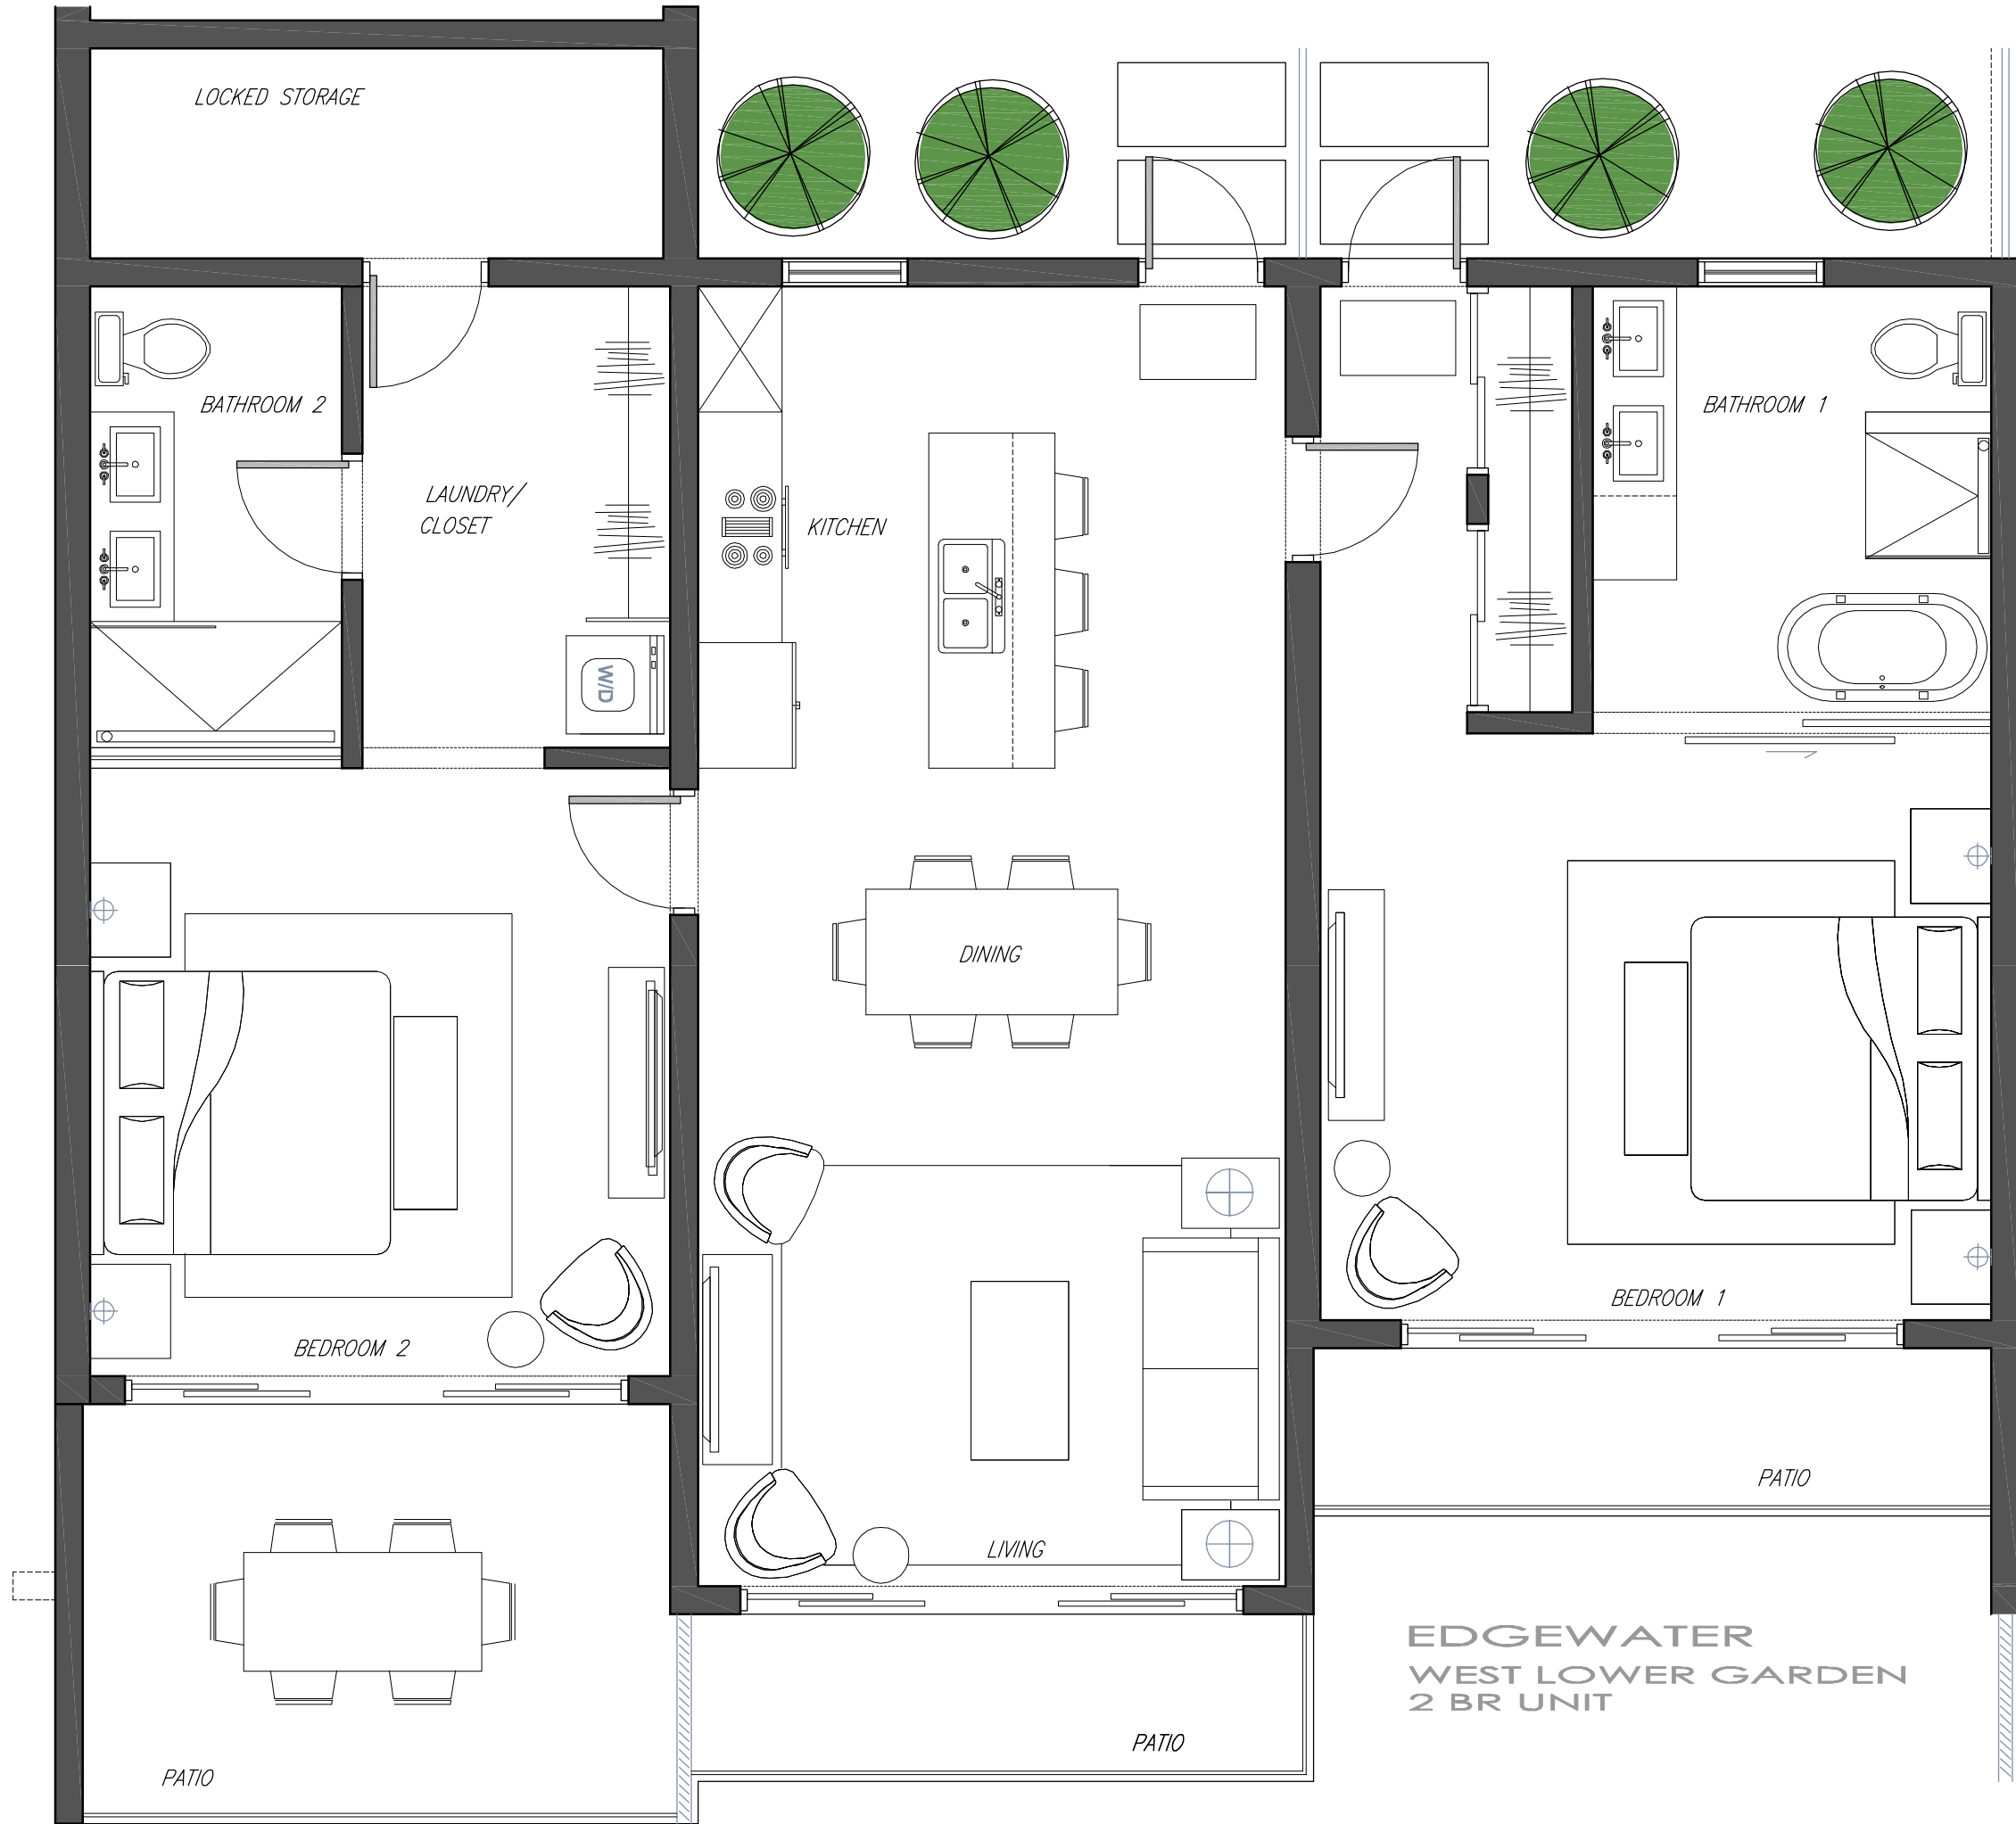 LOCKED STORAGE
BATHROOM 2
BATHROOM 1
LAUNDRY/
CLOSET
KITCHEN
W/D
DINING
BEDROOM 1
BEDROOM 2
PATIO
LIVING
EDGEWATER
WEST LOWER GARDEN
2 BR UNIT
PATIO
PATIO